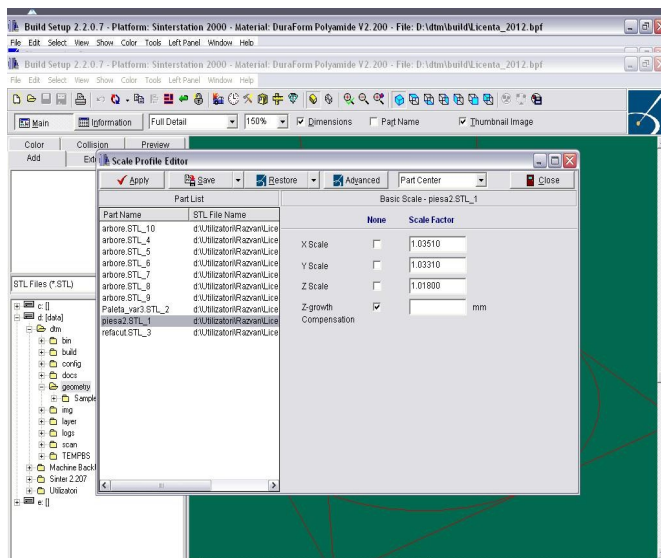 Build Setup 2.2.0.7 - Platform: Sinterstation 2000 - Material: DuraForm Polyamide V2.200 - File: D:\dtm\build\Licenta_2012.bpf
File Edit Select View Show Color Tools Left Panel Window Help
Build Setup 2.2.0.7 - Platform: Sinterstation 2000 - Material: DuraForm Polyamide V2.200 - File: D:\dtm\build\Licenta_2012.bpf
File Edit Select View Show Color Tools Left Panel Window Help
Main Information Full Detail 150% Dimensions Part Name Thumbnail Image
Color Collision Preview
Add
Scale Profile Editor
Apply Save Restore Advanced Part Center Close
Part List Basic Scale - piesa2.STL_1
Part Name STL File Name None Scale Factor
arbore.STL_10 d:\Utilizatori\Razvan\Lice
arbore.STL_4 d:\Utilizatori\Razvan\Lice
arbore.STL_5 d:\Utilizatori\Razvan\Lice
arbore.STL_6 d:\Utilizatori\Razvan\Lice
arbore.STL_7 d:\Utilizatori\Razvan\Lice
arbore.STL_8 d:\Utilizatori\Razvan\Lice
arbore.STL_9 d:\Utilizatori\Razvan\Lice
Paleta_var3.STL_2 d:\Utilizatori\Razvan\Lice
piesa2.STL_1 d:\Utilizatori\Razvan\Lice
refacut.STL_3 d:\Utilizatori\Razvan\Lice
X Scale 1.03510
Y Scale 1.03310
Z Scale 1.01800
Z-growth Compensation mm
STL Files (*.STL)
c: []
d: [data]
dtm
bin
build
config
docs
geometry
Sample
img
layer
logs
scan
TEMPBS
Sinter 2.207
Utilizatori
e: []